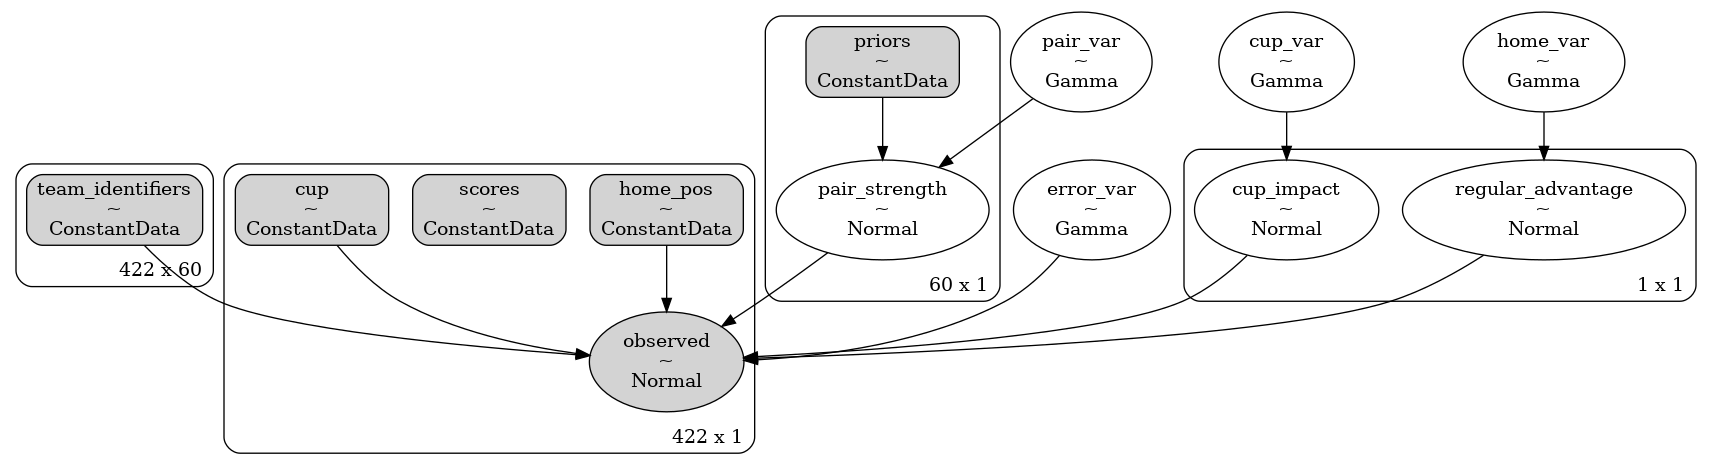 priors
~
ConstantData
pair_var
~
Gamma
cup_var
~
Gamma
home_var
~
Gamma
team_identifiers
~
ConstantData
422 x 60
cup
~
ConstantData
scores
~
ConstantData
home_pos
~
ConstantData
pair_strength
~
Normal
60 x 1
error_var
~
Gamma
cup_impact
~
Normal
regular_advantage
~
Normal
1 x 1
observed
~
Normal
422 x 1